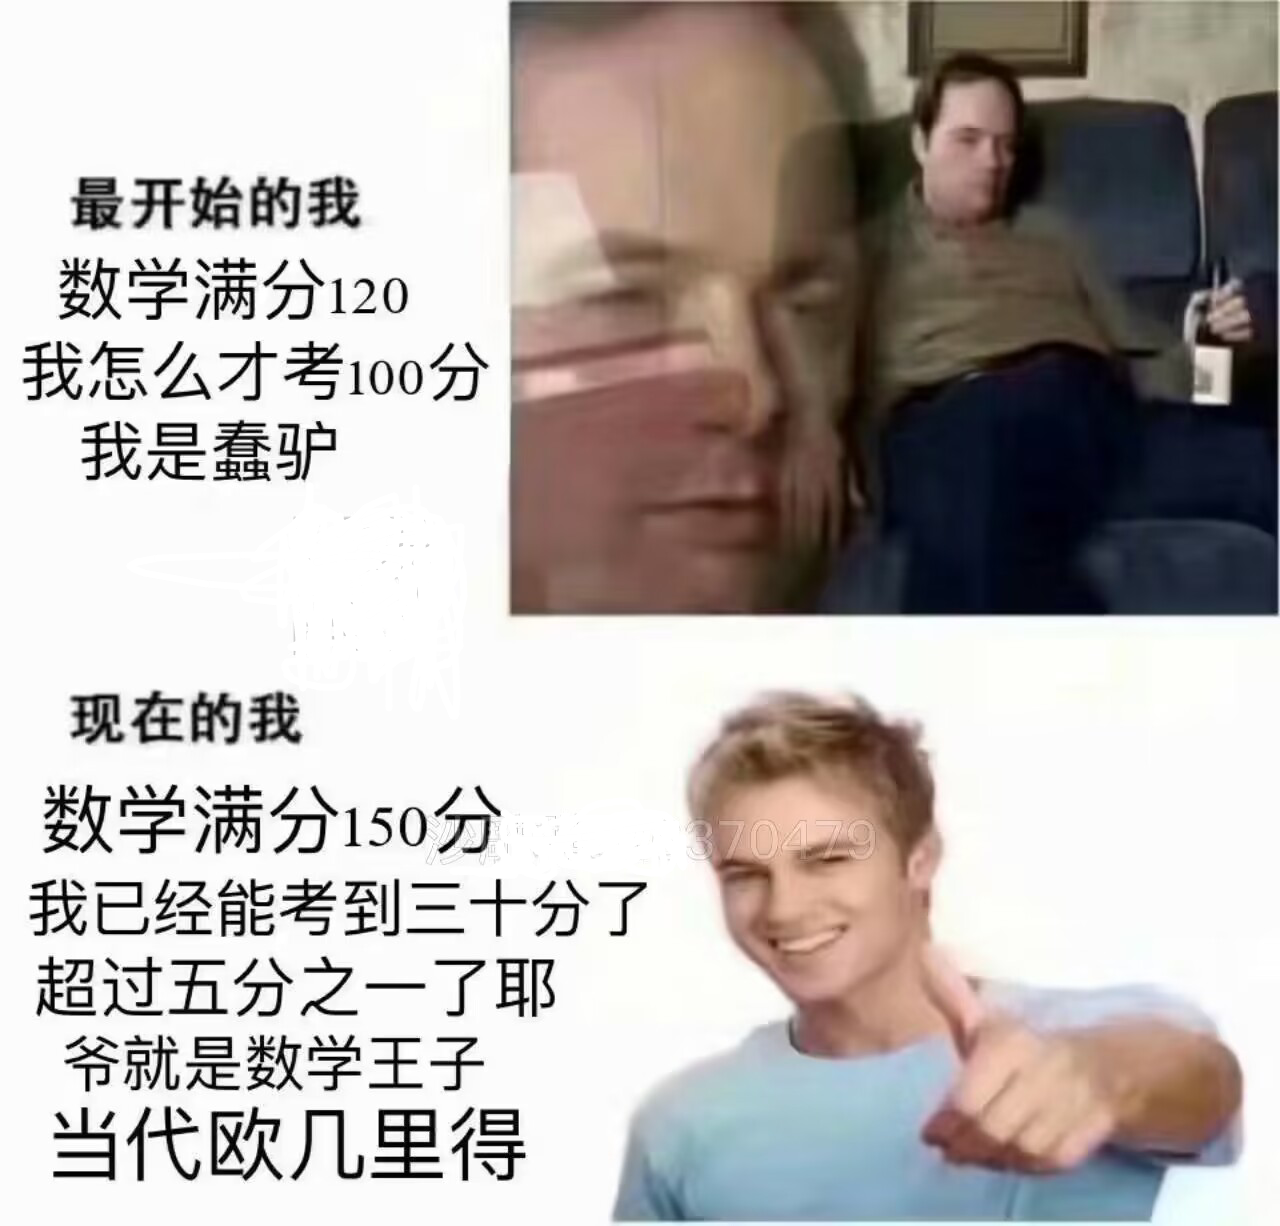 最开始的我
数学满分120
我怎么才考100分
我是蠢驴
现在的我
数学满分150分
370479
我已经能考到三十分了
超过五分之一了耶
爷就是数学王子
当代欧几里得